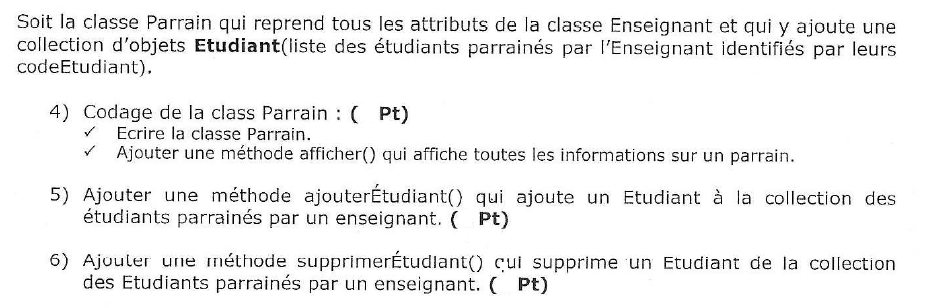 Soit la classe Parrain qui reprend tous les attributs de la classe Enseignant et qui y ajoute une
collection d'objets Etudiant(liste des étudiants parrainés par l'Enseignant identifiés par leurs
codeEtudiant).
4) Codage de la class Parrain : ( Pt)
✓ Ecrire la classe Parrain.
✓ Ajouter une méthode afficher() qui affiche toutes les informations sur un parrain.
5) Ajouter une méthode ajouterÉtudiant() qui ajoute un Etudiant à la collection des
étudiants parrainés par un enseignant. ( Pt)
6) Ajouter une méthode supprimerÉtudiant() qui supprime un Etudiant de la collection
des Etudiants parrainés par un enseignant. ( Pt)